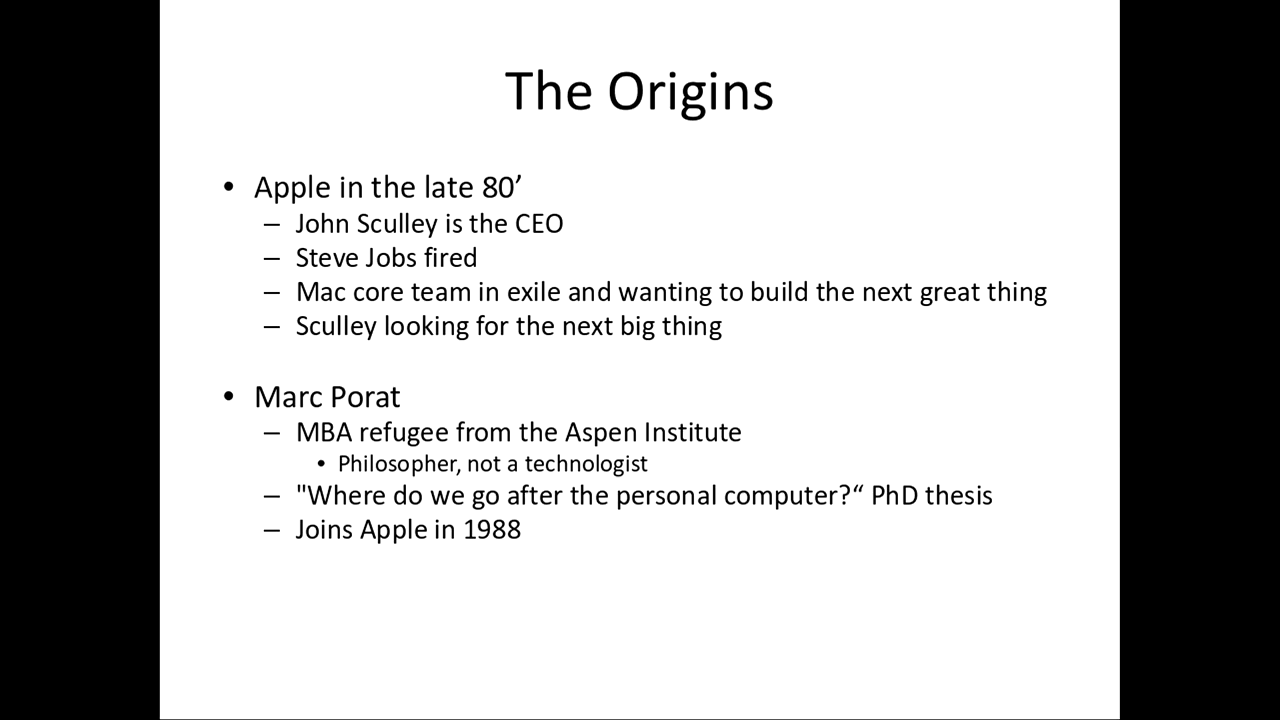 The Origins
• Apple in the late 80’
– John Sculley is the CEO
– Steve Jobs fired
– Mac core team in exile and wanting to build the next great thing
– Sculley looking for the next big thing
• Marc Porat
– MBA refugee from the Aspen Institute
• Philosopher, not a technologist
– "Where do we go after the personal computer?“ PhD thesis
– Joins Apple in 1988